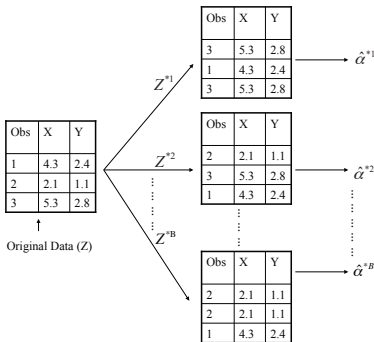 Obs X Y
3 5.3 2.8
1 4.3 2.4
3 5.3 2.8
α̂*1
Z*1
Obs X Y
1 4.3 2.4
2 2.1 1.1
3 5.3 2.8
Original Data (Z)
Z*2
Obs X Y
2 2.1 1.1
3 5.3 2.8
1 4.3 2.4
α̂*2
Z*B
Obs X Y
2 2.1 1.1
2 2.1 1.1
1 4.3 2.4
α̂*B